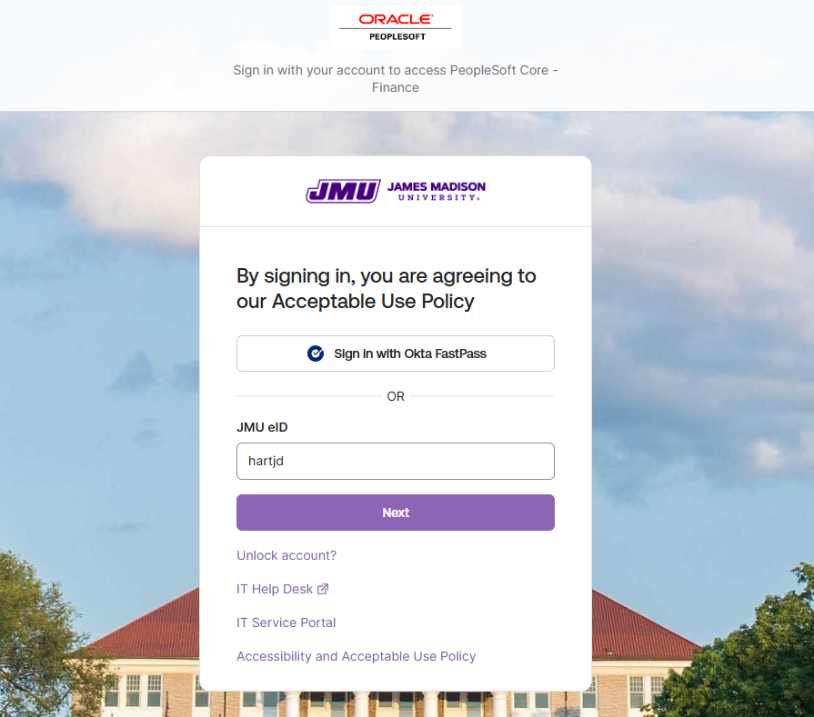 ORACLE
PEOPLESOFT
Sign in with your account to access PeopleSoft Core -
Finance
JMU JAMES MADISON
UNIVERSITY.
By signing in, you are agreeing to
our Acceptable Use Policy
Sign in with Okta FastPass
OR
JMU eID
hartjd
Next
Unlock account?
IT Help Desk
IT Service Portal
Accessibility and Acceptable Use Policy